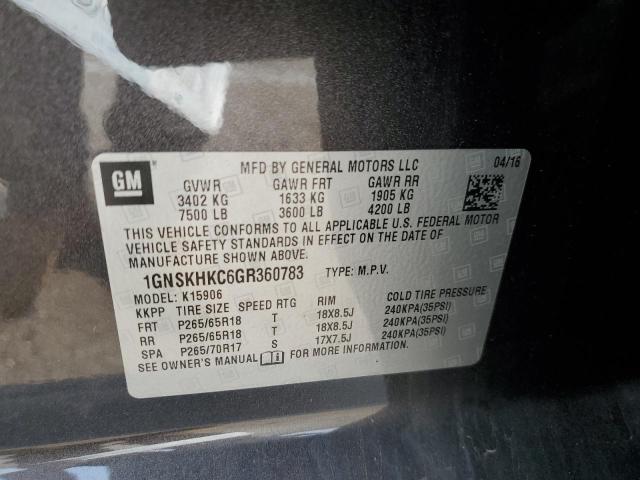 GM
MFD BY GENERAL MOTORS LLC 04/16
GVWR GAWR FRT GAWR RR
3402 KG 1633 KG 1905 KG
7500 LB 3600 LB 4200 LB
THIS VEHICLE CONFORMS TO ALL APPLICABLE U.S. FEDERAL MOTOR
VEHICLE SAFETY STANDARDS IN EFFECT ON THE DATE OF
MANUFACTURE SHOWN ABOVE.
1GNSKHKC6GR360783 TYPE: M.P.V.
MODEL: K15906
KKPP TIRE SIZE SPEED RTG RIM COLD TIRE PRESSURE
FRT P265/65R18 T 18X8.5J 240KPA(35PSI)
RR P265/65R18 T 18X8.5J 240KPA(35PSI)
SPA P265/70R17 S 17X7.5J 240KPA(35PSI)
SEE OWNER'S MANUAL FOR MORE INFORMATION.